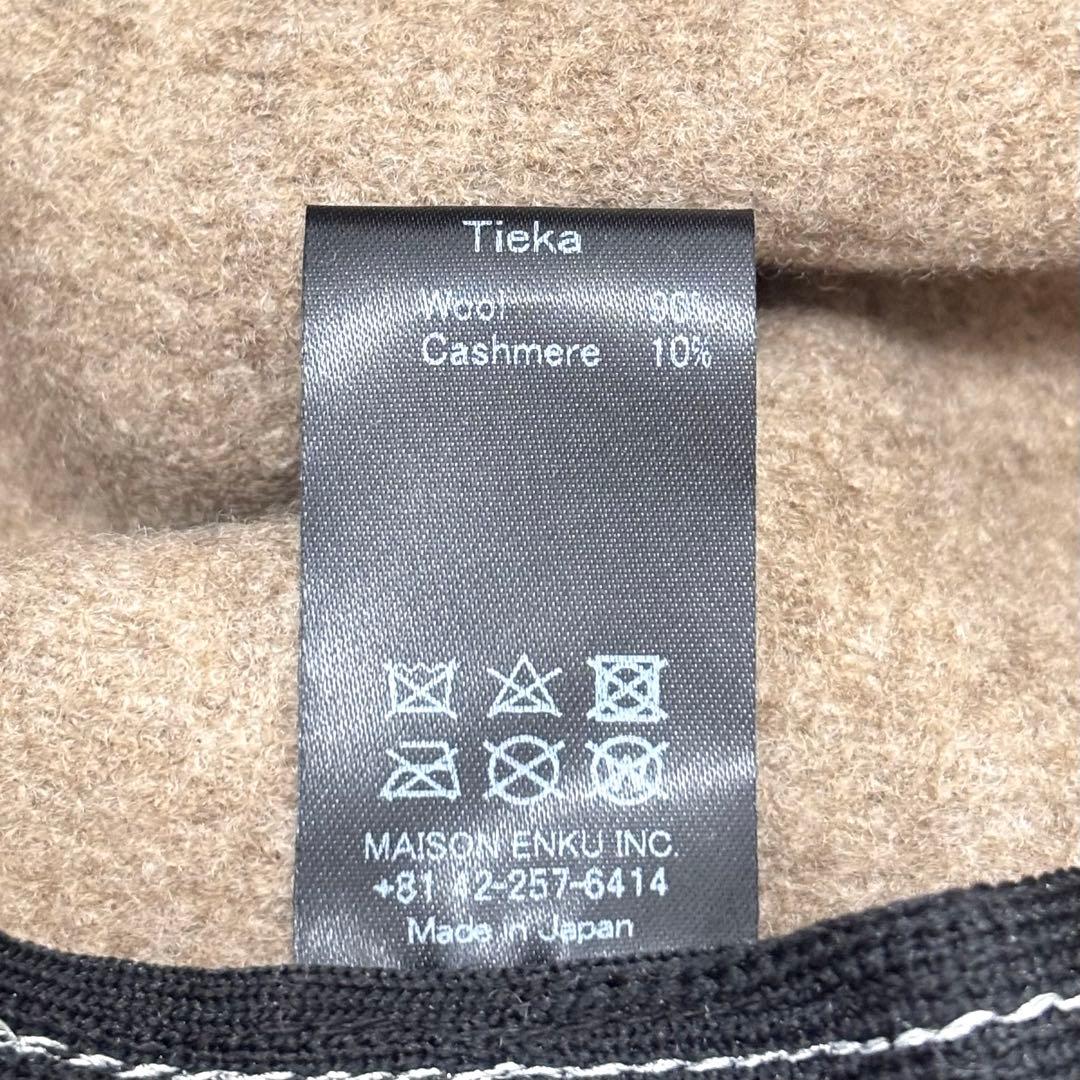 Tieka
Wool 90%
Cashmere 10%
MAISON ENKU INC.
+81 42-257-6414
Made in Japan